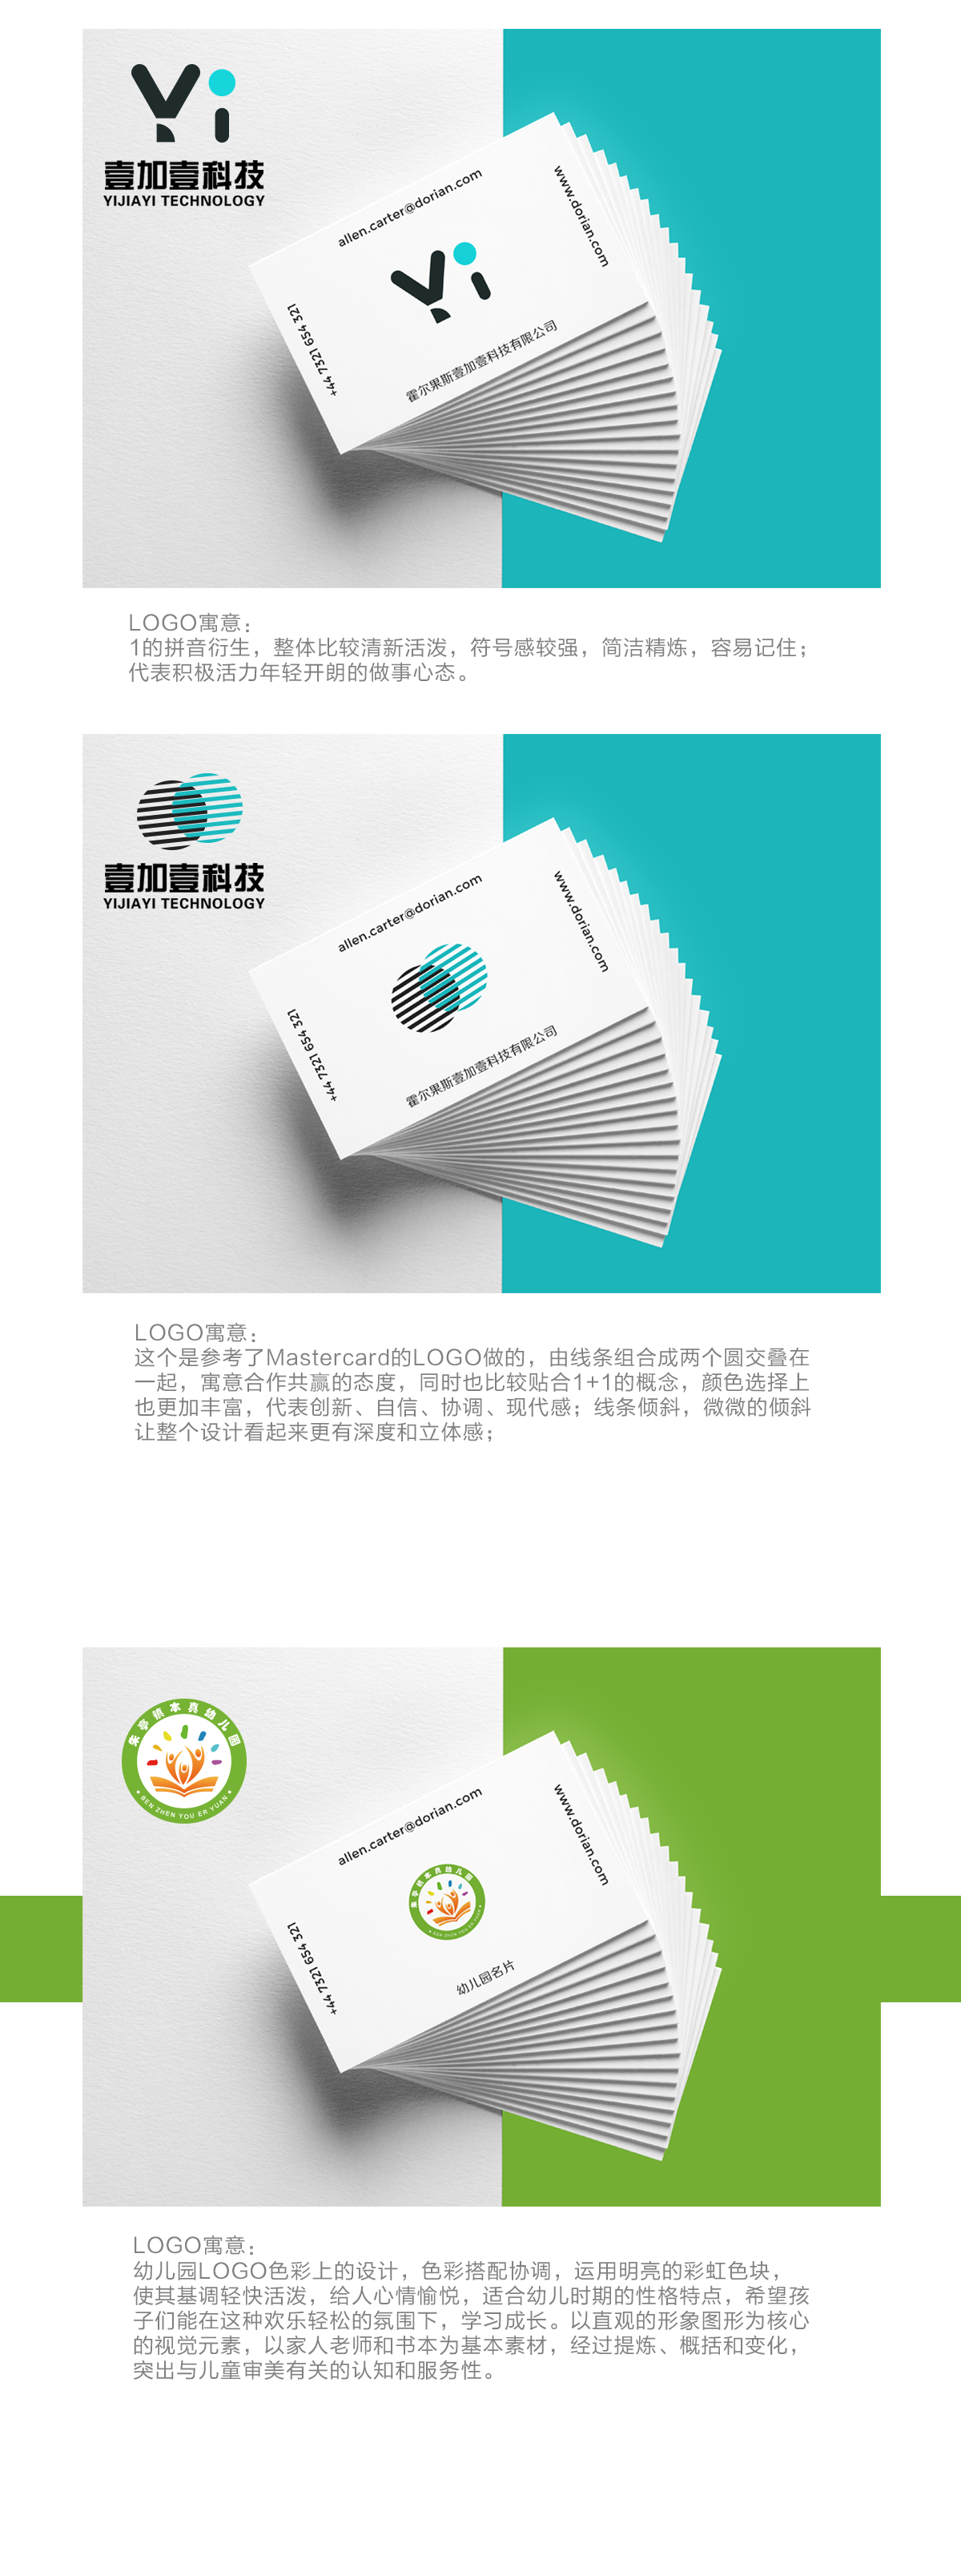 Yi
壹加壹科技
YIJIAYI TECHNOLOGY
allen.carter@dorian.com
www.dorian.com
+44 7321 654 321
Yi
霍尔果斯壹加壹科技有限公司
LOGO寓意：
1的拼音衍生，整体比较清新活泼，符号感较强，简洁精炼，容易记住；
代表积极活力年轻开朗的做事心态。
壹加壹科技
YIJIAYI TECHNOLOGY
allen.carter@dorian.com
www.dorian.com
+44 7321 654 321
霍尔果斯壹加壹科技有限公司
LOGO寓意：
这个是参考了Mastercard的LOGO做的，由线条组合成两个圆交叠在
一起，寓意合作共赢的态度，同时也比较贴合1+1的概念，颜色选择上
也更加丰富，代表创新、自信、协调、现代感；线条倾斜，微微的倾斜
让整个设计看起来更有深度和立体感；
朱亭镇本真幼儿园
BEN ZHEN YOU ER YUAN
allen.carter@dorian.com
www.dorian.com
+44 7321 654 321
朱亭镇本真幼儿园
BEN ZHEN YOU ER YUAN
幼儿园名片
LOGO寓意：
幼儿园LOGO色彩上的设计，色彩搭配协调，运用明亮的彩虹色块，
使其基调轻快活泼，给人心情愉悦，适合幼儿时期的性格特点，希望孩
子们能在这种欢乐轻松的氛围下，学习成长。以直观的形象图形为核心
的视觉元素，以家人老师和书本为基本素材，经过提炼、概括和变化，
突出与儿童审美有关的认知和服务性。